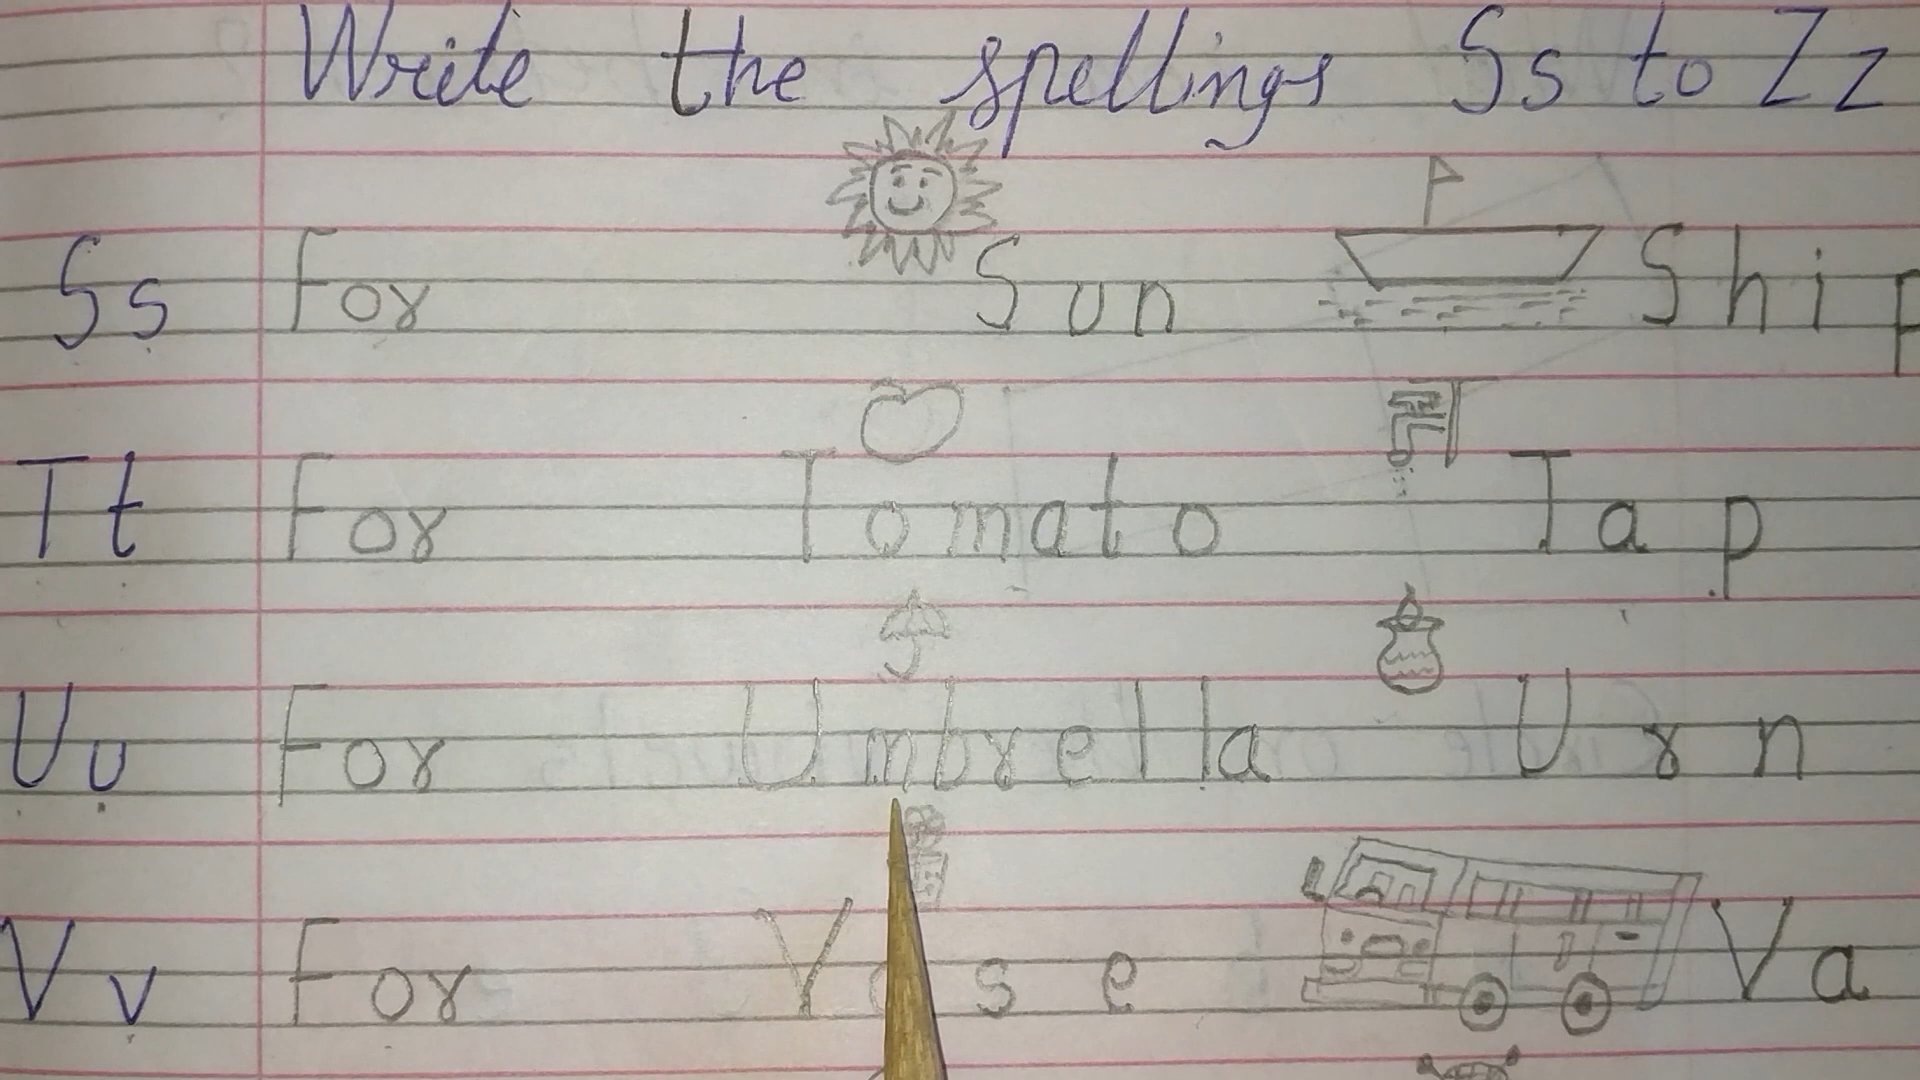 Write the spellings Ss to Zz
Ss For Sun Ship
Tt For Tomato Tap
Uu For Umbrella Urn
Vv For Vase Va